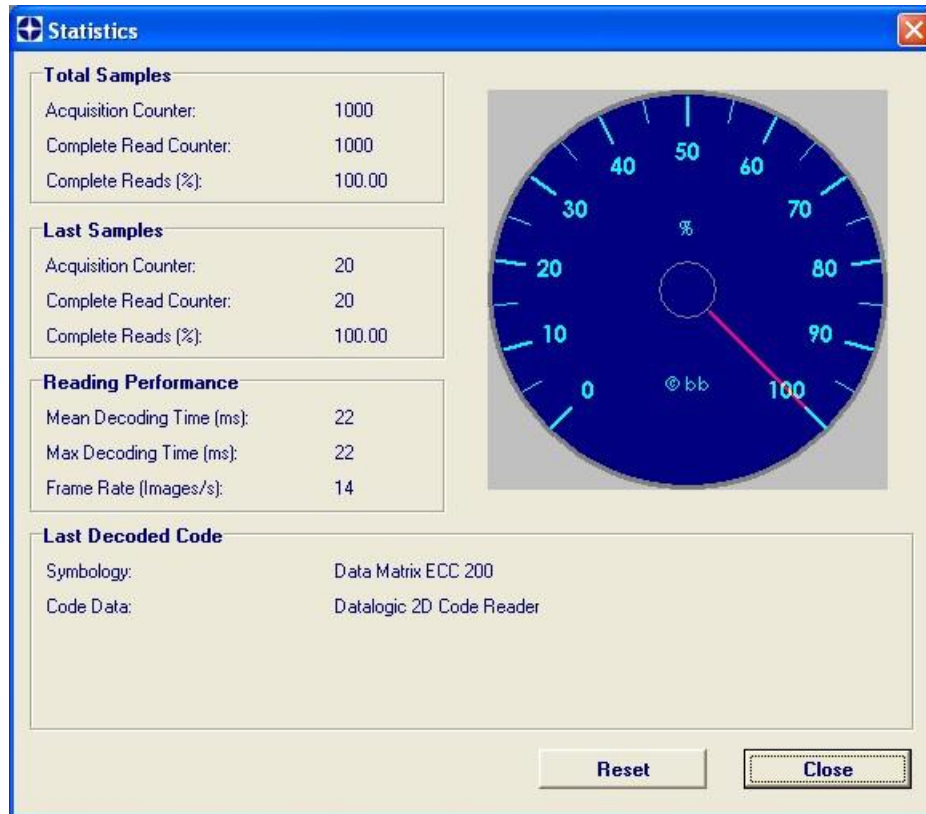 Statistics
Total Samples
Acquisition Counter: 1000
Complete Read Counter: 1000
Complete Reads (%): 100.00
Last Samples
Acquisition Counter: 20
Complete Read Counter: 20
Complete Reads (%): 100.00
Reading Performance
Mean Decoding Time (ms): 22
Max Decoding Time (ms): 22
Frame Rate (Images/s): 14
0
10
20
30
40
50
60
70
80
90
100
%
© bb
Last Decoded Code
Symbology: Data Matrix ECC 200
Code Data: Datalogic 2D Code Reader
Reset Close